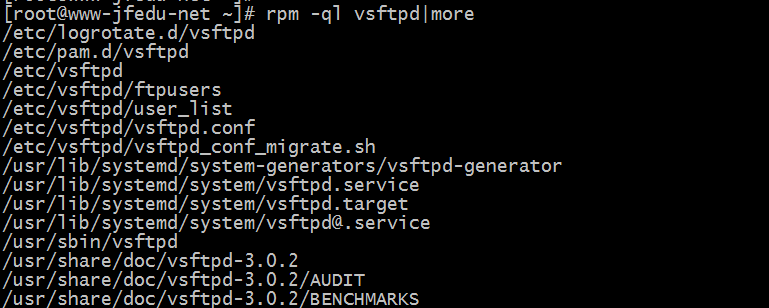 [root@www-jfedu-net ~]# rpm -ql vsftpd|more
/etc/logrotate.d/vsftpd
/etc/pam.d/vsftpd
/etc/vsftpd
/etc/vsftpd/ftpusers
/etc/vsftpd/user_list
/etc/vsftpd/vsftpd.conf
/etc/vsftpd/vsftpd_conf_migrate.sh
/usr/lib/systemd/system-generators/vsftpd-generator
/usr/lib/systemd/system/vsftpd.service
/usr/lib/systemd/system/vsftpd.target
/usr/lib/systemd/system/vsftpd@.service
/usr/sbin/vsftpd
/usr/share/doc/vsftpd-3.0.2
/usr/share/doc/vsftpd-3.0.2/AUDIT
/usr/share/doc/vsftpd-3.0.2/BENCHMARKS